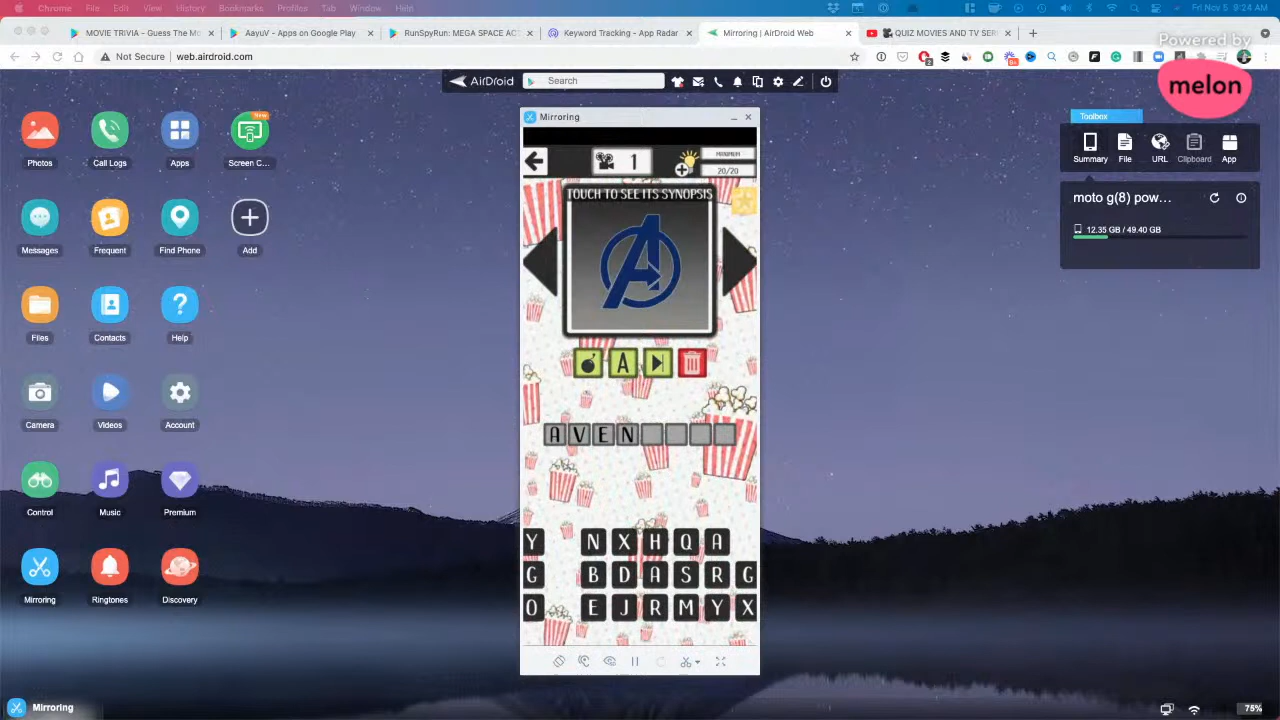 Chrome File Edit View History Bookmarks Profiles Tab Window Help
Fri Nov 5 9:24 AM
MOVIE TRIVIA - Guess The Mo
AayuV - Apps on Google Play
RunSpyRun: MEGA SPACE AC
Keyword Tracking - App Radar
Mirroring | AirDroid Web
QUIZ MOVIES AND TV SER
Not Secure | web.airdroid.com
Powered by
melon
AirDroid Search
Photos
Call Logs
Apps
New
Screen C...
Messages
Frequent
Find Phone
Add
Files
Contacts
Help
Camera
Videos
Account
Control
Music
Premium
Mirroring
Ringtones
Discovery
Mirroring
1
20/20
TOUCH TO SEE ITS SYNOPSIS
A
A
A V E N
Y N X H Q A
G B D A S R G
O E J R M Y X
Toolbox
Summary File URL Clipboard App
moto g(8) pow...
12.35 GB / 49.40 GB
Mirroring
75%